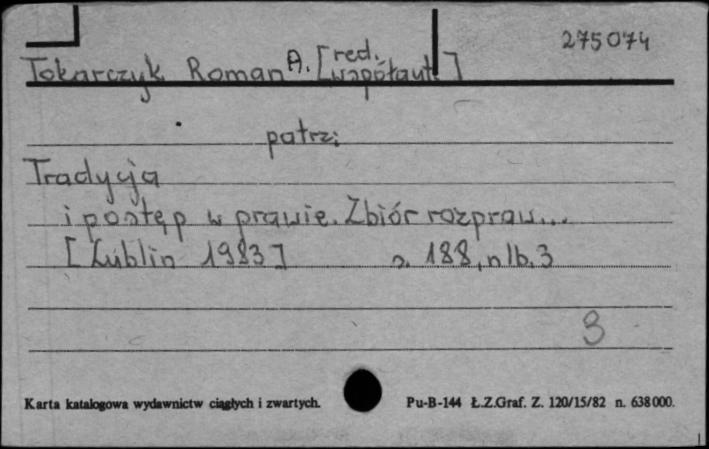 275074
Tokarczyk Roman A. [red. współaut.]
patrz:
Tradycja
i postęp w prawie. Zbiór rozpraw...
[Lublin 1983] s. 188, nlb. 3
3
Karta katalogowa wydawnictw ciągłych i zwartych. Pu-B-144 Ł.Z.Graf. Z. 120/15/82 n. 638000.